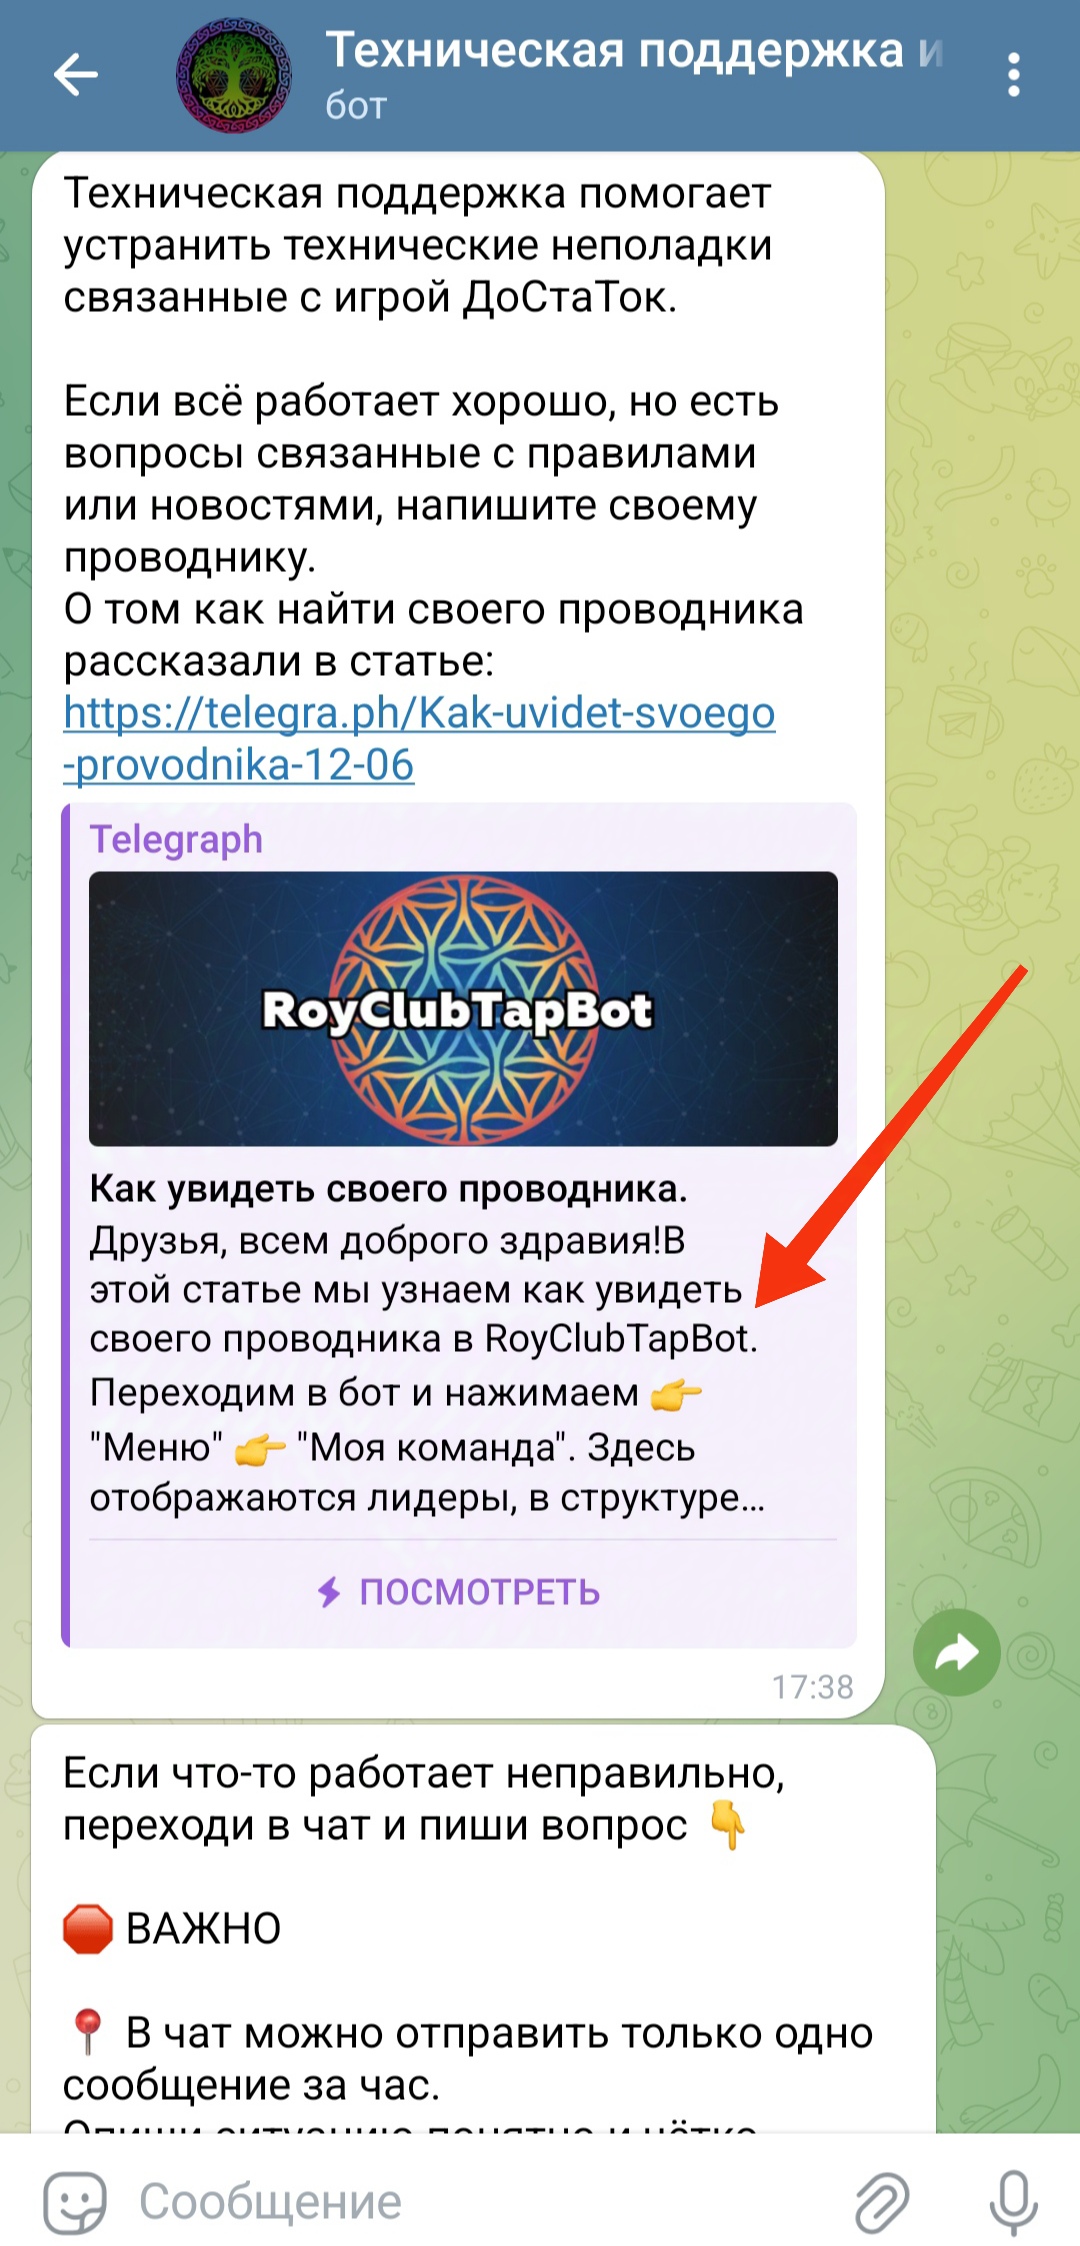 Техническая поддержка и
бот
Техническая поддержка помогает
устранить технические неполадки
связанные с игрой ДоСтаТок.
Если всё работает хорошо, но есть
вопросы связанные с правилами
или новостями, напишите своему
проводнику.
О том как найти своего проводника
рассказали в статье:
https://telegra.ph/Kak-uvidet-svoego
-provodnika-12-06
Telegraph
RoyClubTapBot
Как увидеть своего проводника.
Друзья, всем доброго здравия!В
этой статье мы узнаем как увидеть
своего проводника в RoyClubTapBot.
Переходим в бот и нажимаем 👉
"Меню" 👉 "Моя команда". Здесь
отображаются лидеры, в структуре...
ПОСМОТРЕТЬ
17:38
Если что-то работает неправильно,
переходи в чат и пиши вопрос 👇
🛑 ВАЖНО
📍 В чат можно отправить только одно
сообщение за час.
Опиши ситуацию понятно и чётко
Сообщение